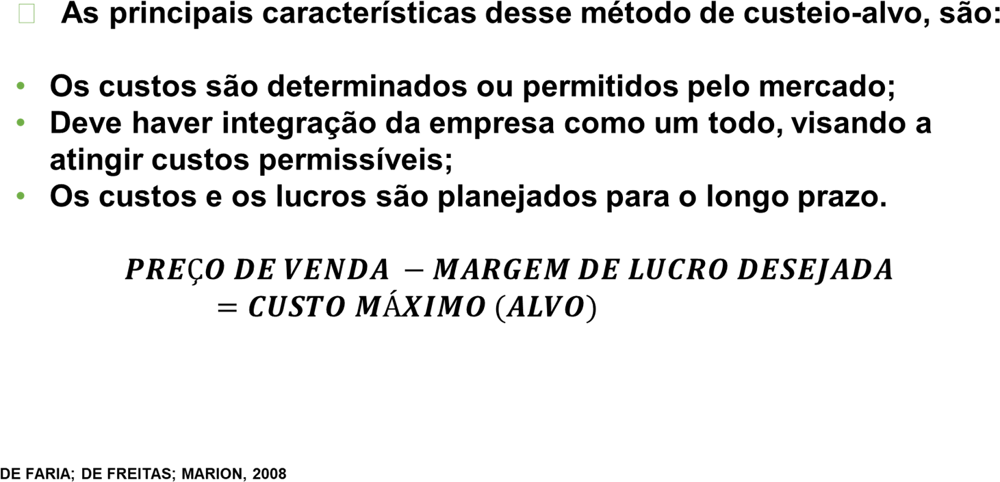 As principais características desse método de custeio-alvo, são:
• Os custos são determinados ou permitidos pelo mercado;
• Deve haver integração da empresa como um todo, visando a
atingir custos permissíveis;
• Os custos e os lucros são planejados para o longo prazo.
PREÇO DE VENDA − MARGEM DE LUCRO DESEJADA
= CUSTO MÁXIMO (ALVO)
DE FARIA; DE FREITAS; MARION, 2008